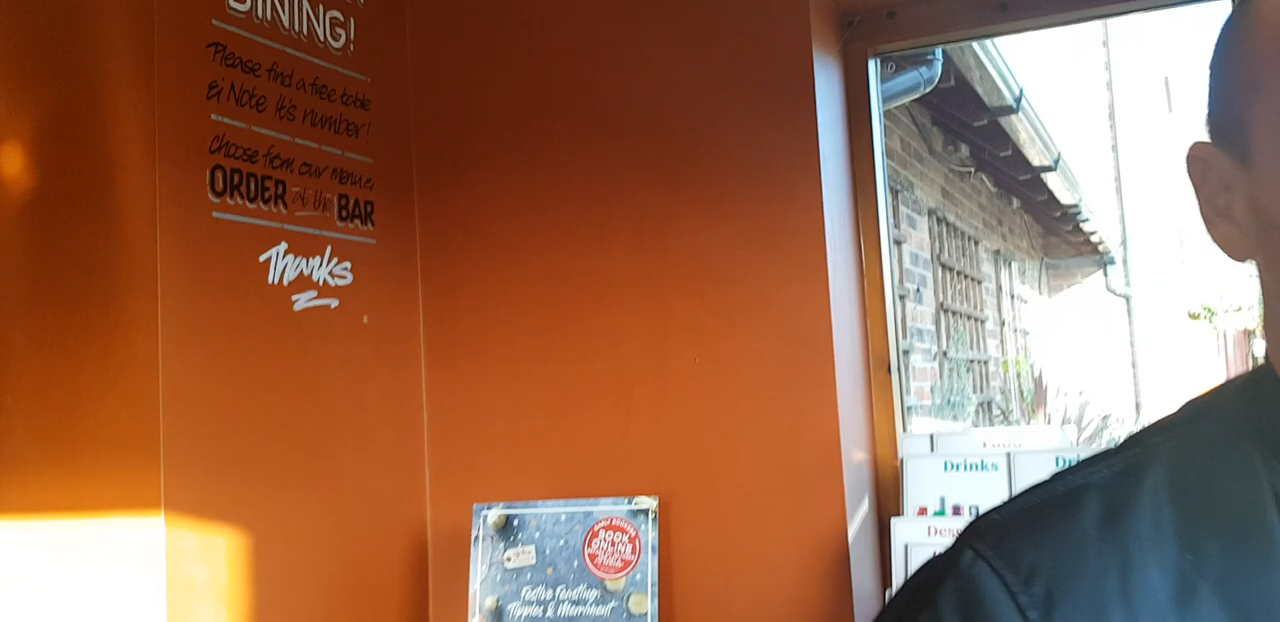 DINING!
Please find a free table
& Note it's number!
Choose from our menu &
ORDER at the BAR
Thanks
BOOK
ONLINE
Festive Feasting,
Tipples & Merriment
Drinks